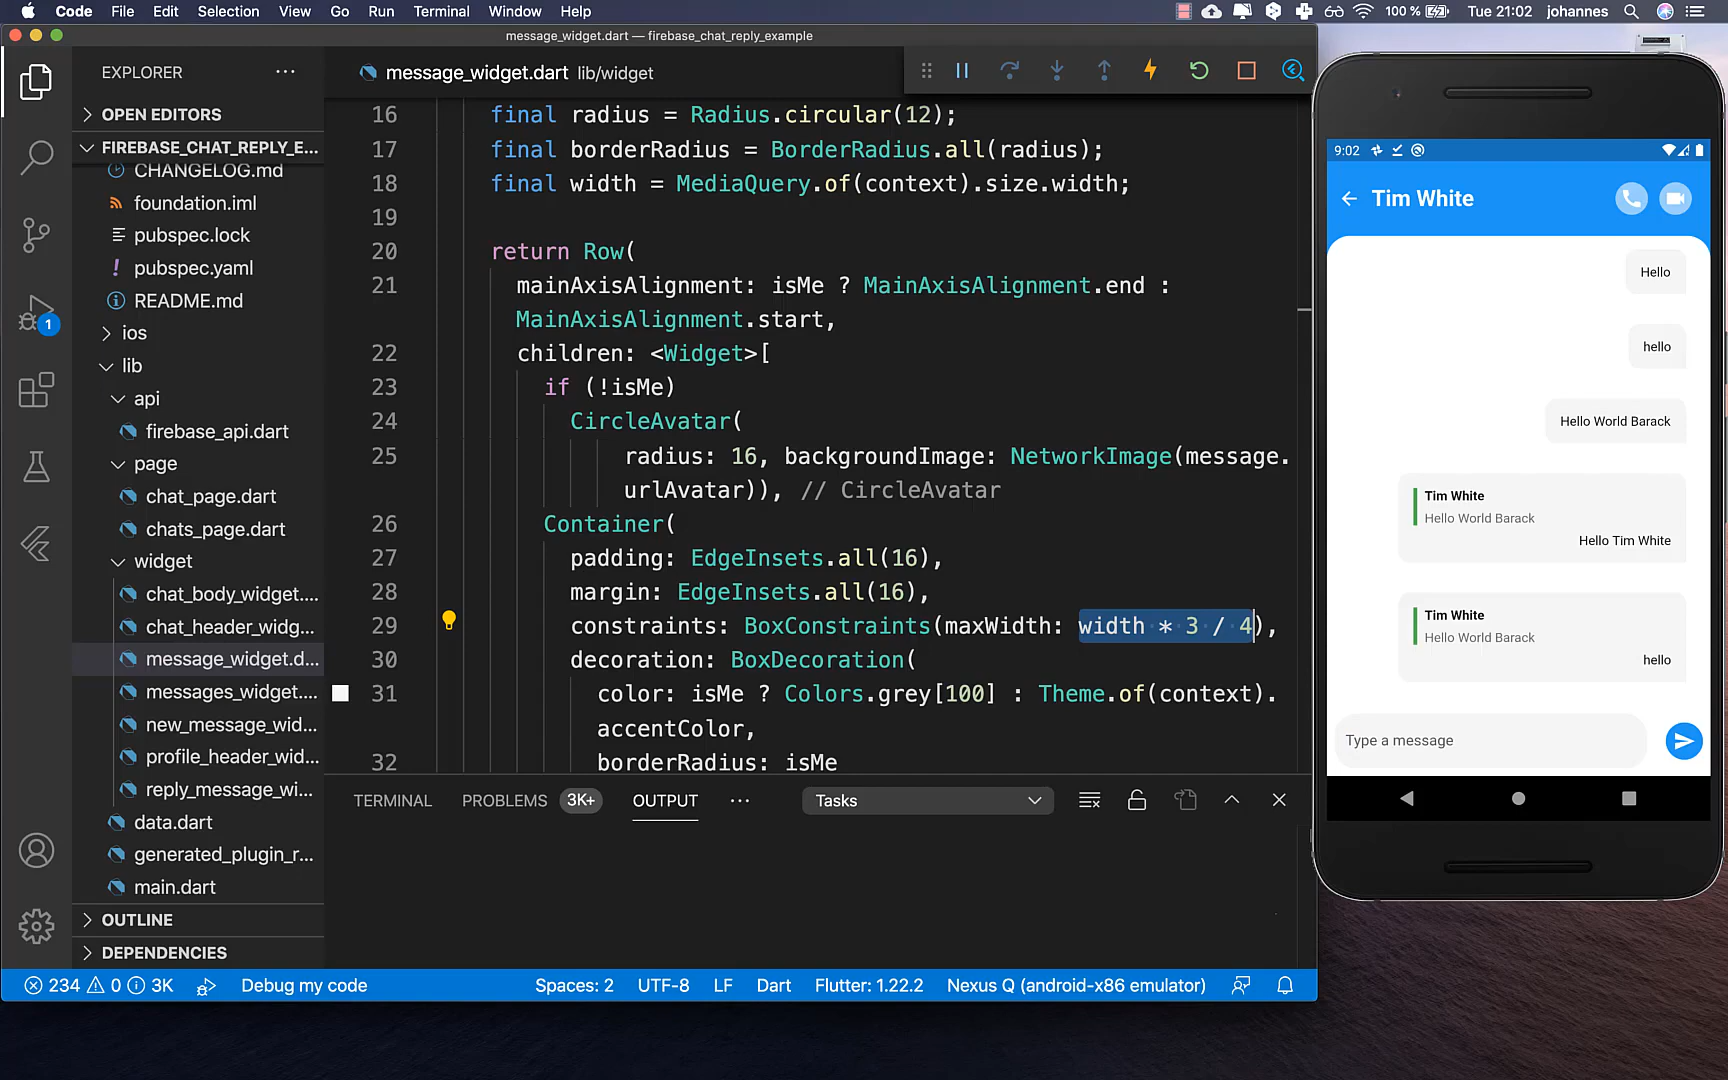 Code File Edit Selection View Go Run Terminal Window Help 100 % Tue 21:02 johannes
message_widget.dart — firebase_chat_reply_example
EXPLORER
OPEN EDITORS
FIREBASE_CHAT_REPLY_E...
CHANGELOG.md
foundation.iml
pubspec.lock
! pubspec.yaml
README.md
ios
lib
api
firebase_api.dart
page
chat_page.dart
chats_page.dart
widget
chat_body_widget....
chat_header_widg...
message_widget.d...
messages_widget....
new_message_wid...
profile_header_wid...
reply_message_wi...
data.dart
generated_plugin_r...
main.dart
OUTLINE
DEPENDENCIES
1
message_widget.dart lib/widget
16 final radius = Radius.circular(12);
17 final borderRadius = BorderRadius.all(radius);
18 final width = MediaQuery.of(context).size.width;
19
20 return Row(
21 mainAxisAlignment: isMe ? MainAxisAlignment.end :
MainAxisAlignment.start,
22 children: <Widget>[
23 if (!isMe)
24 CircleAvatar(
25 radius: 16, backgroundImage: NetworkImage(message.
urlAvatar)), // CircleAvatar
26 Container(
27 padding: EdgeInsets.all(16),
28 margin: EdgeInsets.all(16),
29 constraints: BoxConstraints(maxWidth: width * 3 / 4),
30 decoration: BoxDecoration(
31 color: isMe ? Colors.grey[100] : Theme.of(context).
accentColor,
32 borderRadius: isMe
TERMINAL PROBLEMS 3K+ OUTPUT ··· Tasks
234 0 3K Debug my code Spaces: 2 UTF-8 LF Dart Flutter: 1.22.2 Nexus Q (android-x86 emulator)
9:02
Tim White
Hello
hello
Hello World Barack
Tim White
Hello World Barack
Hello Tim White
Tim White
Hello World Barack
hello
Type a message